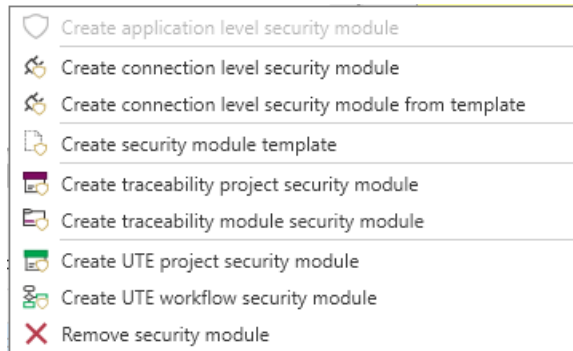 Create application level security module
Create connection level security module
Create connection level security module from template
Create security module template
Create traceability project security module
Create traceability module security module
Create UTE project security module
Create UTE workflow security module
Remove security module